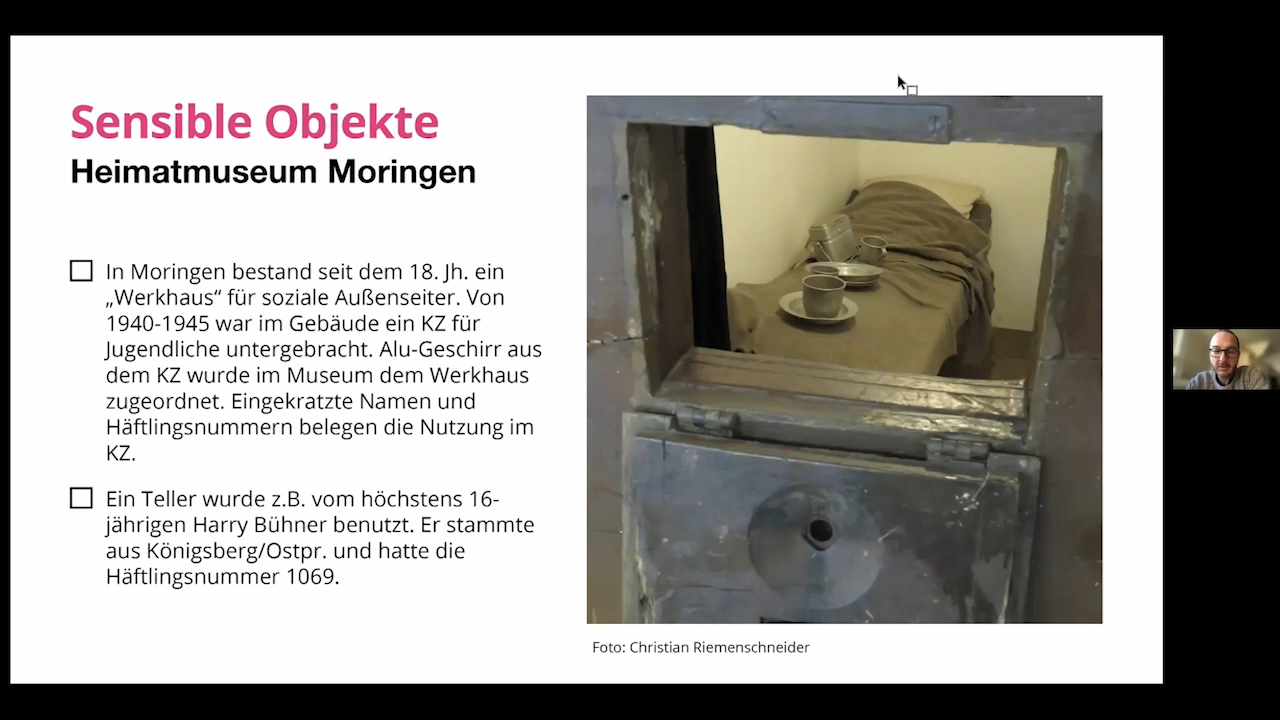 Sensible Objekte
Heimatmuseum Moringen
In Moringen bestand seit dem 18. Jh. ein
„Werkhaus“ für soziale Außenseiter. Von
1940-1945 war im Gebäude ein KZ für
Jugendliche untergebracht. Alu-Geschirr aus
dem KZ wurde im Museum dem Werkhaus
zugeordnet. Eingekratzte Namen und
Häftlingsnummern belegen die Nutzung im
KZ.
Ein Teller wurde z.B. vom höchstens 16-
jährigen Harry Bühner benutzt. Er stammte
aus Königsberg/Ostpr. und hatte die
Häftlingsnummer 1069.
Foto: Christian Riemenschneider